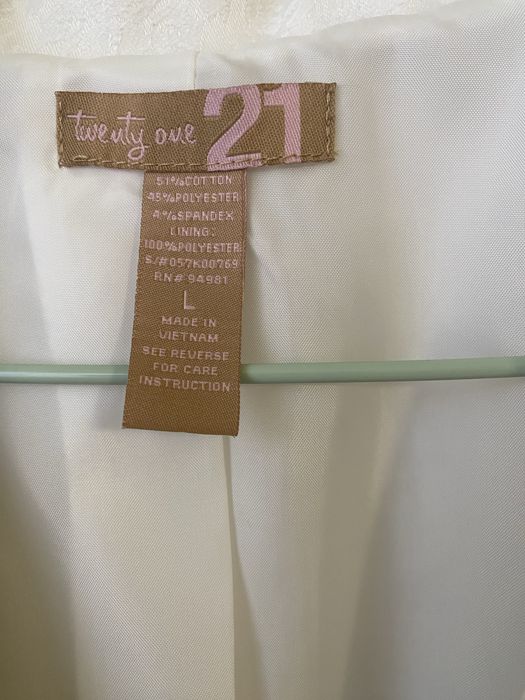 twenty one 21
51%COTTON
45%POLYESTER
4%SPANDEX
LINING:
100%POLYESTER
S/#057K00769
RN# 94981
L
MADE IN
VIETNAM
SEE REVERSE
FOR CARE
INSTRUCTION